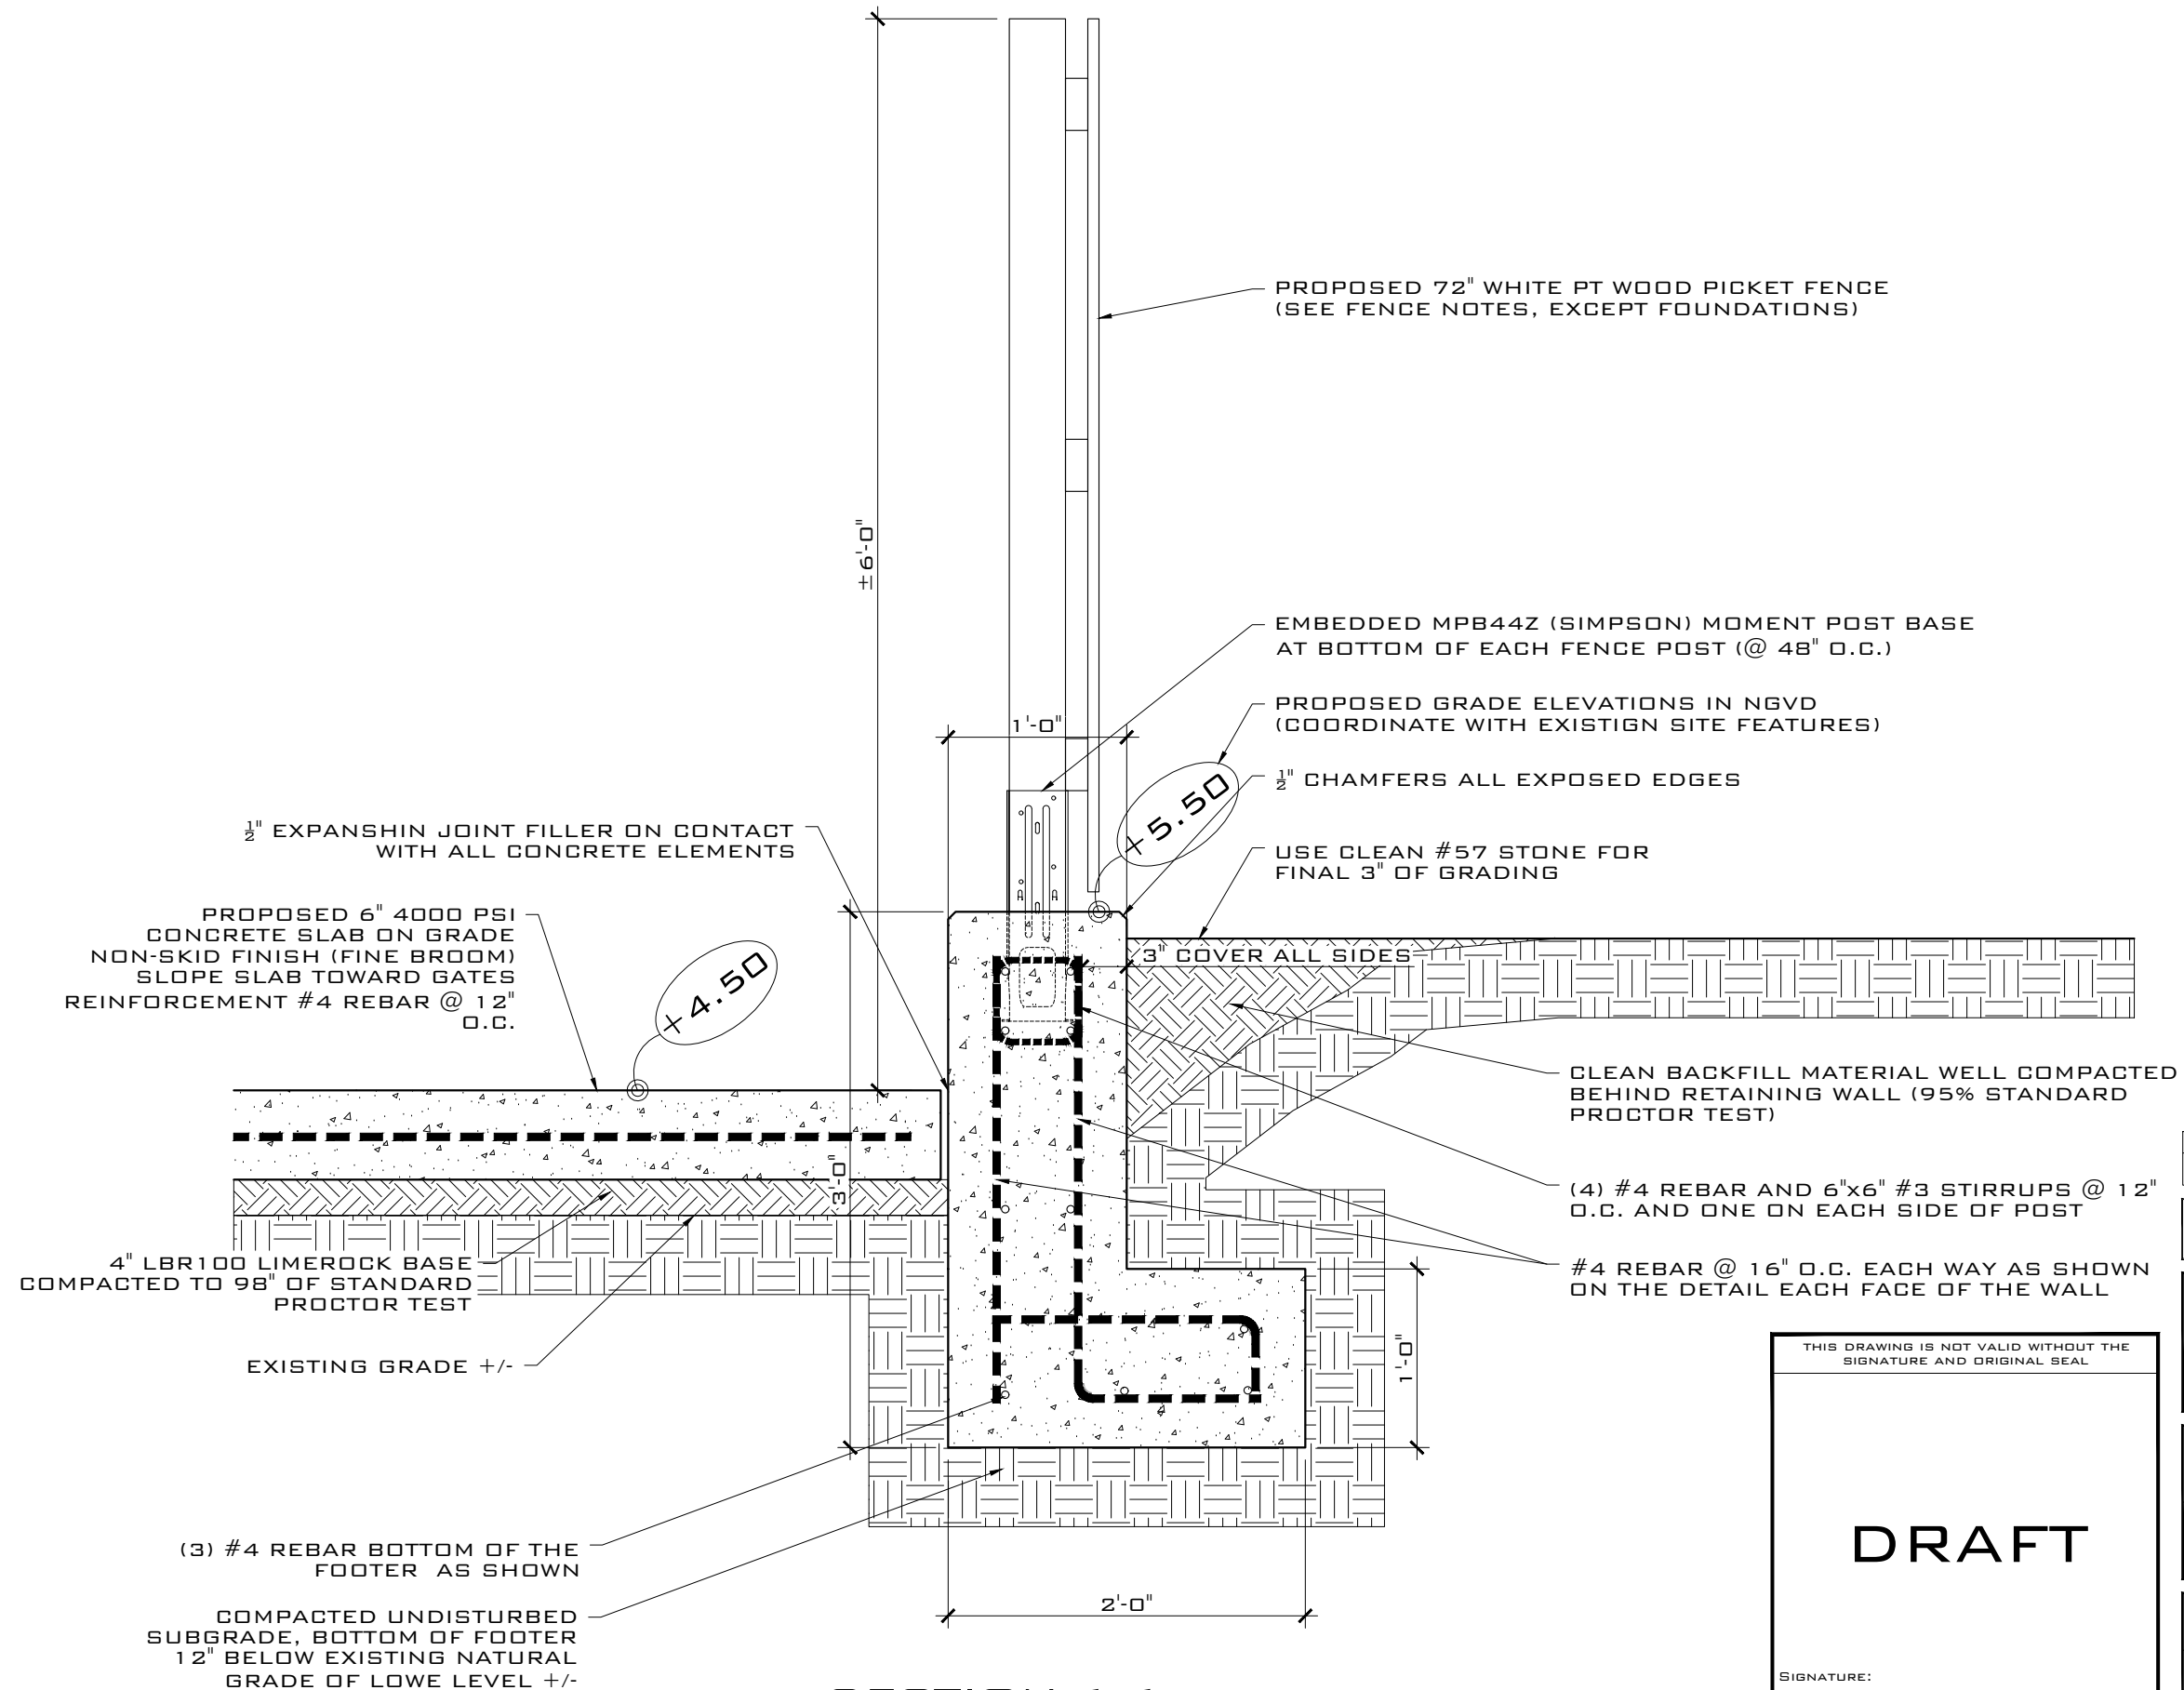 ±6'-0"
PROPOSED 72" WHITE PT WOOD PICKET FENCE
(SEE FENCE NOTES, EXCEPT FOUNDATIONS)
EMBEDDED MPB44Z (SIMPSON) MOMENT POST BASE
AT BOTTOM OF EACH FENCE POST (@ 48" O.C.)
PROPOSED GRADE ELEVATIONS IN NGVD
(COORDINATE WITH EXISTIGN SITE FEATURES)
1'-0"
+5.50
½" CHAMFERS ALL EXPOSED EDGES
½" EXPANSHIN JOINT FILLER ON CONTACT
WITH ALL CONCRETE ELEMENTS
USE CLEAN #57 STONE FOR
FINAL 3" OF GRADING
PROPOSED 6" 4000 PSI
CONCRETE SLAB ON GRADE
NON-SKID FINISH (FINE BROOM)
SLOPE SLAB TOWARD GATES
REINFORCEMENT #4 REBAR @ 12"
O.C.
+4.50
3" COVER ALL SIDES
CLEAN BACKFILL MATERIAL WELL COMPACTED
BEHIND RETAINING WALL (95% STANDARD
PROCTOR TEST)
3'-0"
(4) #4 REBAR AND 6"x6" #3 STIRRUPS @ 12"
O.C. AND ONE ON EACH SIDE OF POST
4" LBR100 LIMEROCK BASE
COMPACTED TO 98" OF STANDARD
PROCTOR TEST
#4 REBAR @ 16" O.C. EACH WAY AS SHOWN
ON THE DETAIL EACH FACE OF THE WALL
EXISTING GRADE +/-
1'-0"
THIS DRAWING IS NOT VALID WITHOUT THE
SIGNATURE AND ORIGINAL SEAL
DRAFT
(3) #4 REBAR BOTTOM OF THE
FOOTER AS SHOWN
COMPACTED UNDISTURBED
SUBGRADE, BOTTOM OF FOOTER
12" BELOW EXISTING NATURAL
GRADE OF LOWE LEVEL +/-
2'-0"
SIGNATURE: